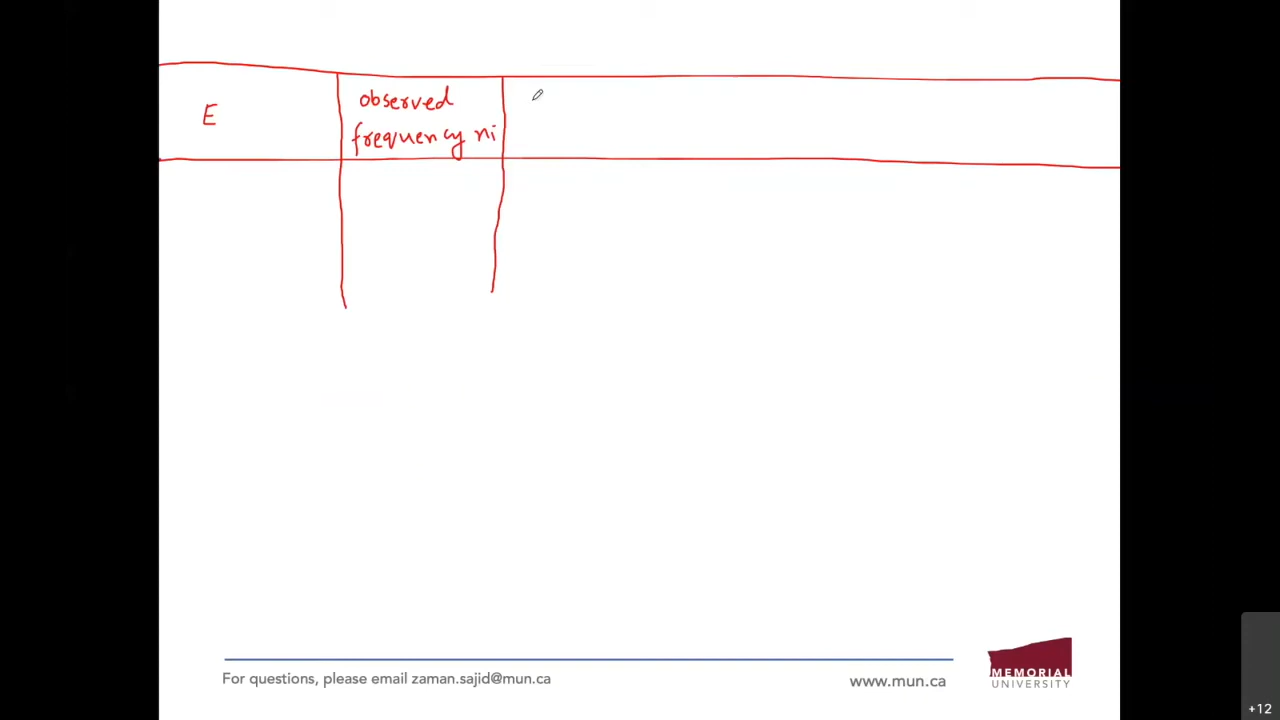 E
observed
frequency ni
For questions, please email zaman.sajid@mun.ca
www.mun.ca
MEMORIAL
UNIVERSITY
+12